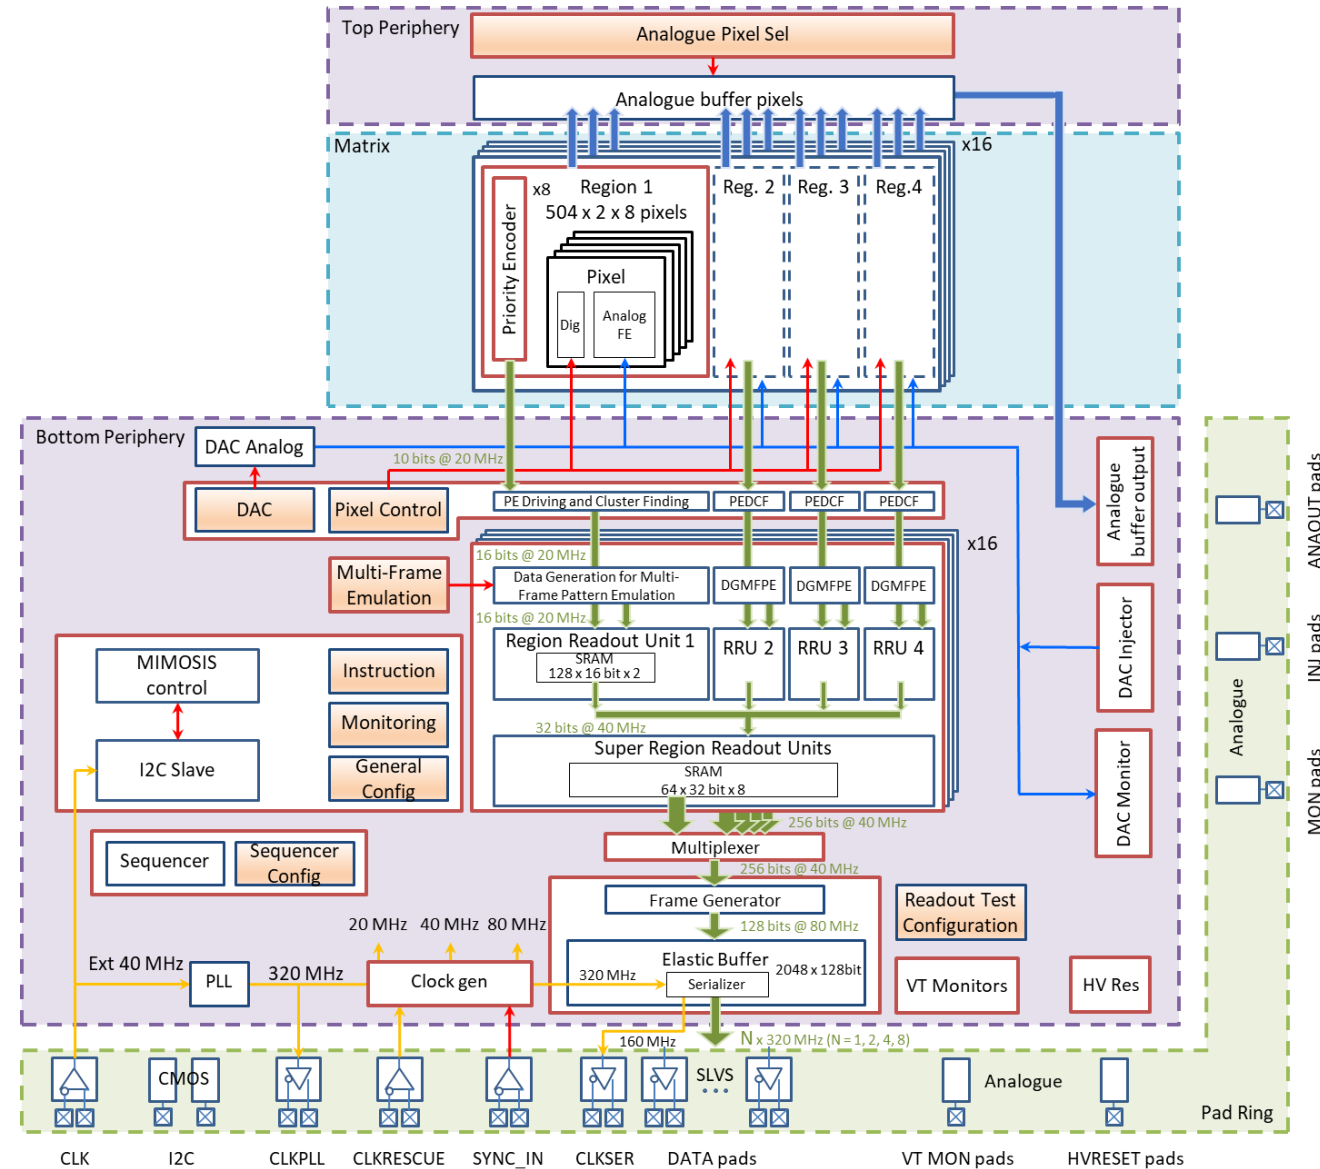 Top Periphery
Analogue Pixel Sel
Analogue buffer pixels
Matrix
x16
Priority Encoder
x8
Region 1
504 x 2 x 8 pixels
Reg. 2
Reg. 3
Reg.4
Pixel
Dig
Analog
FE
Bottom Periphery
DAC Analog
10 bits @ 20 MHz
DAC
Pixel Control
PE Driving and Cluster Finding
PEDCF
PEDCF
PEDCF
Analogue
buffer output
ANAOUT pads
x16
16 bits @ 20 MHz
Multi-Frame
Emulation
Data Generation for Multi-
Frame Pattern Emulation
DGMFPE
DGMFPE
DGMFPE
16 bits @ 20 MHz
Region Readout Unit 1
SRAM
128 x 16 bit x 2
RRU 2
RRU 3
RRU 4
DAC Injector
INJ pads
Analogue
MIMOSIS
control
Instruction
Monitoring
I2C Slave
General
Config
32 bits @ 40 MHz
Super Region Readout Units
SRAM
64 x 32 bit x 8
DAC Monitor
MON pads
256 bits @ 40 MHz
Multiplexer
256 bits @ 40 MHz
Sequencer
Sequencer
Config
Frame Generator
128 bits @ 80 MHz
Readout Test
Configuration
20 MHz
40 MHz
80 MHz
Ext 40 MHz
PLL
320 MHz
Clock gen
320 MHz
Elastic Buffer
2048 x 128bit
Serializer
VT Monitors
HV Res
160 MHz
N x 320 MHz (N = 1, 2, 4, 8)
CMOS
SLVS
Analogue
Pad Ring
CLK
I2C
CLKPLL
CLKRESCUE
SYNC_IN
CLKSER
DATA pads
VT MON pads
HVRESET pads